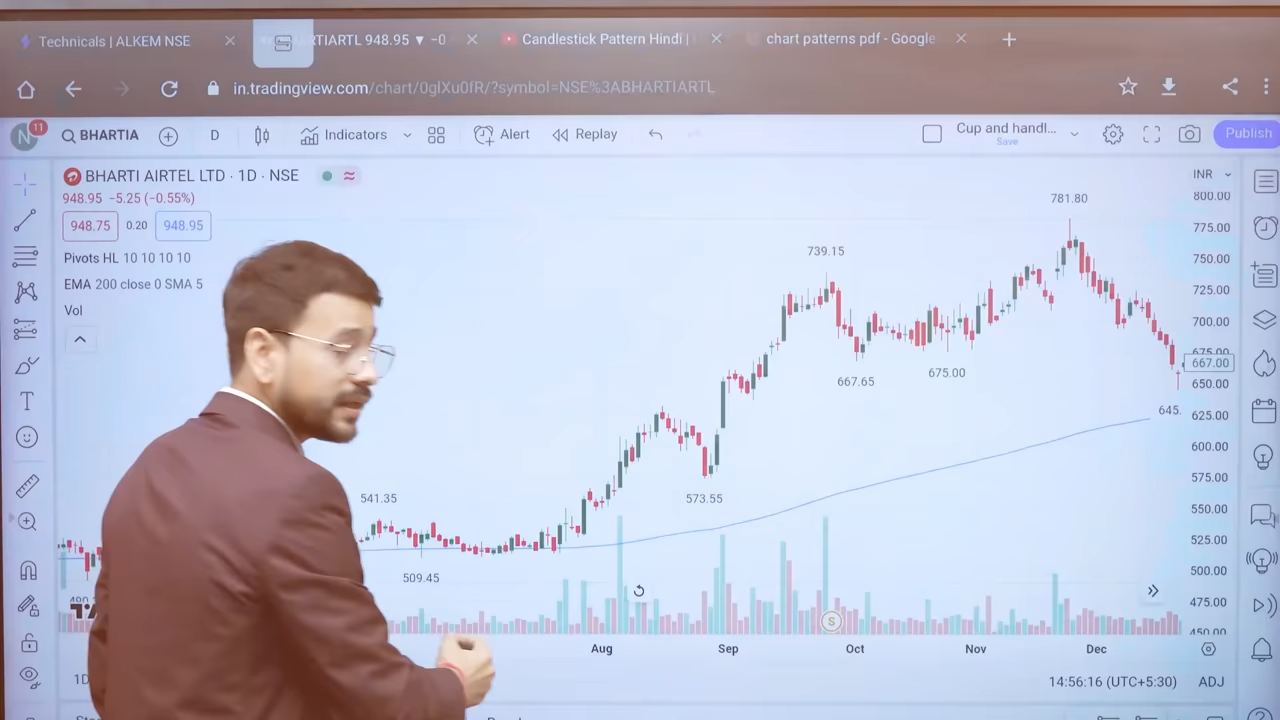 Technicals | ALKEM NSE
RTIARTL 948.95 ▼ −0
Candlestick Pattern Hindi |
chart patterns pdf - Google
in.tradingview.com/chart/0glXu0fR/?symbol=NSE%3ABHARTIARTL
N
11
BHARTIA
D
Indicators
Alert
Replay
Cup and handl...
Save
Publish
BHARTI AIRTEL LTD · 1D · NSE
INR
948.95 −5.25 (−0.55%)
948.75
0.20
948.95
Pivots HL 10 10 10 10
EMA 200 close 0 SMA 5
Vol
781.80
739.15
667.65
675.00
645.
573.55
541.35
509.45
800.00
775.00
750.00
725.00
700.00
675.00
667.00
650.00
625.00
600.00
575.00
550.00
525.00
500.00
475.00
450.00
S
Aug
Sep
Oct
Nov
Dec
1D
14:56:16 (UTC+5:30)
ADJ